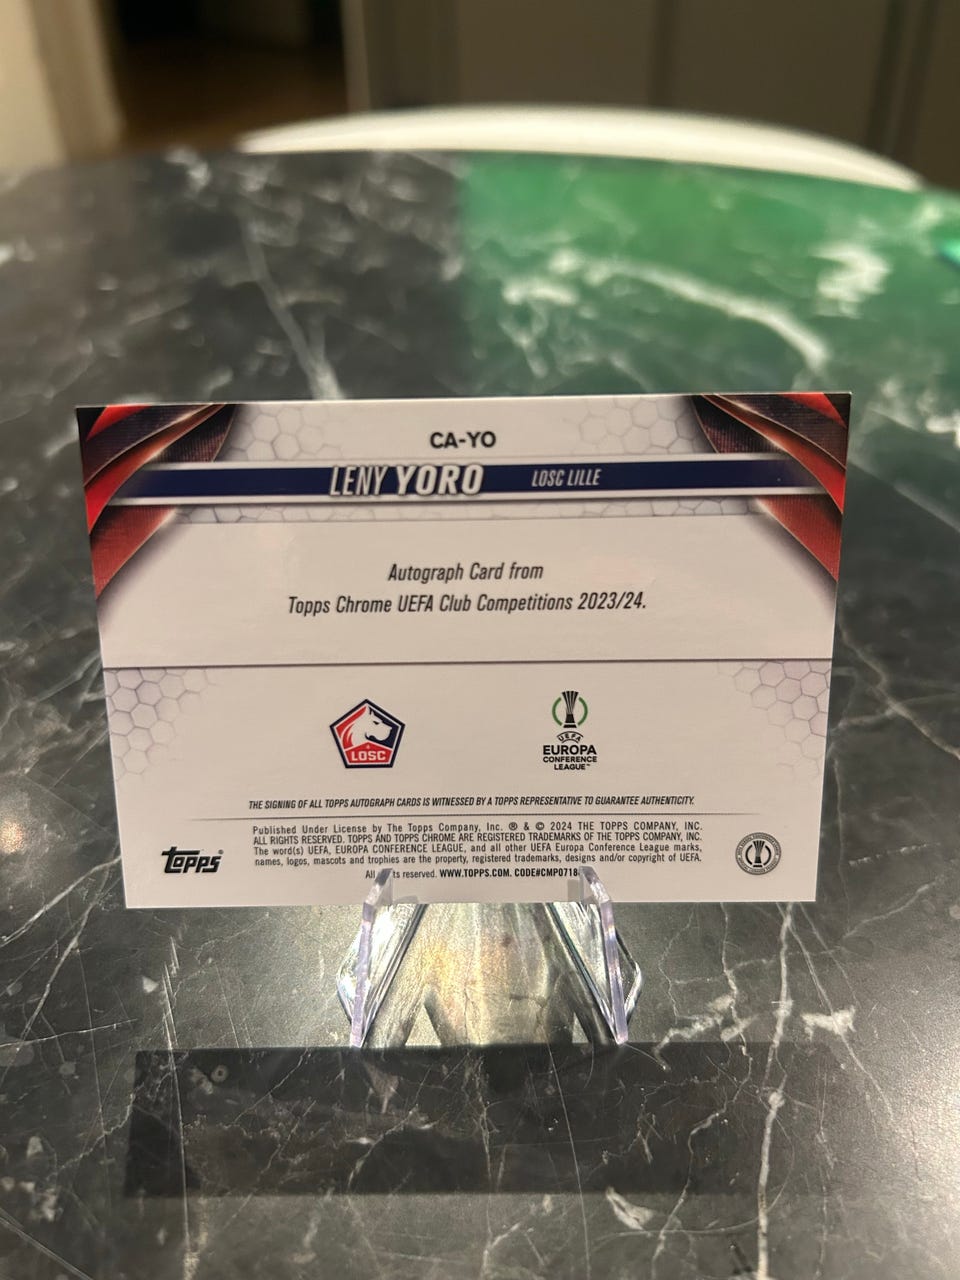 CA-YO
LENY YORO LOSC LILLE
Autograph Card from
Topps Chrome UEFA Club Competitions 2023/24.
LOSC
UEFA
EUROPA
CONFERENCE
LEAGUE™
THE SIGNING OF ALL TOPPS AUTOGRAPH CARDS IS WITNESSED BY A TOPPS REPRESENTATIVE TO GUARANTEE AUTHENTICITY.
Published Under License by The Topps Company, Inc. ® & © 2024 THE TOPPS COMPANY, INC.
ALL RIGHTS RESERVED. TOPPS AND TOPPS CHROME ARE REGISTERED TRADEMARKS OF THE TOPPS COMPANY, INC.
The word(s) UEFA, EUROPA CONFERENCE LEAGUE, and all other UEFA Europa Conference League marks,
names, logos, mascots and trophies are the property, registered trademarks, designs and/or copyright of UEFA.
All reserved. WWW.TOPPS.COM. CODE#CMP0718
topps®